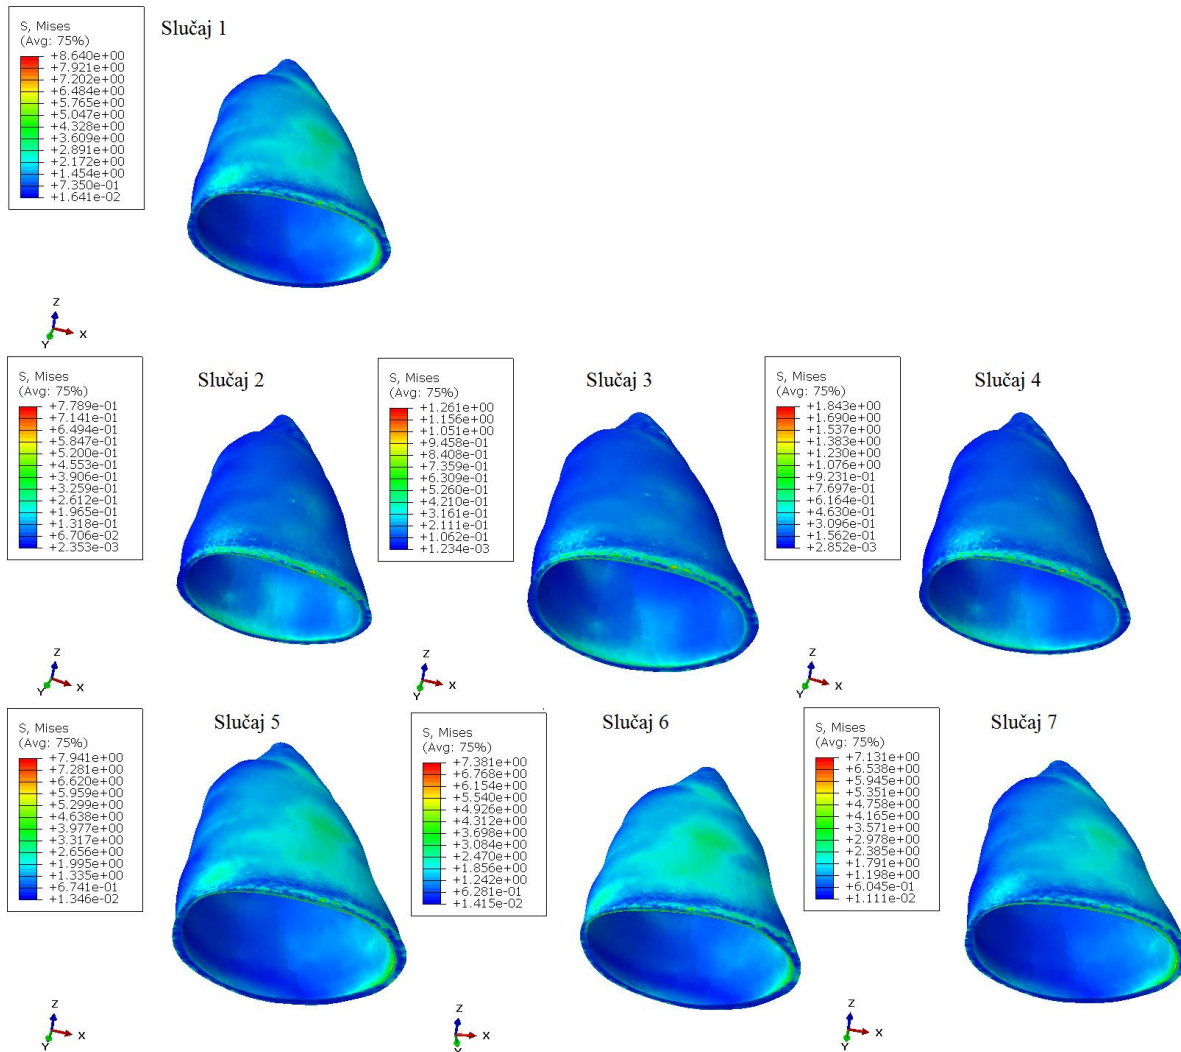 Slučaj 1
S, Mises
(Avg: 75%)
+8.640e+00
+7.921e+00
+7.202e+00
+6.484e+00
+5.765e+00
+5.047e+00
+4.328e+00
+3.609e+00
+2.891e+00
+2.172e+00
+1.454e+00
+7.350e-01
+1.641e-02
Z
X
Y
Slučaj 2
S, Mises
(Avg: 75%)
+7.789e-01
+7.141e-01
+6.494e-01
+5.847e-01
+5.200e-01
+4.553e-01
+3.906e-01
+3.259e-01
+2.612e-01
+1.965e-01
+1.318e-01
+6.706e-02
+2.353e-03
Z
X
Y
Slučaj 3
S, Mises
(Avg: 75%)
+1.261e+00
+1.156e+00
+1.051e+00
+9.458e-01
+8.408e-01
+7.359e-01
+6.309e-01
+5.260e-01
+4.210e-01
+3.161e-01
+2.111e-01
+1.062e-01
+1.234e-03
Z
X
Y
Slučaj 4
S, Mises
(Avg: 75%)
+1.843e+00
+1.690e+00
+1.537e+00
+1.383e+00
+1.230e+00
+1.076e+00
+9.231e-01
+7.697e-01
+6.164e-01
+4.630e-01
+3.096e-01
+1.562e-01
+2.852e-03
Z
X
Y
Slučaj 5
S, Mises
(Avg: 75%)
+7.941e+00
+7.281e+00
+6.620e+00
+5.959e+00
+5.299e+00
+4.638e+00
+3.977e+00
+3.317e+00
+2.656e+00
+1.995e+00
+1.335e+00
+6.741e-01
+1.346e-02
Z
X
Y
Slučaj 6
S, Mises
(Avg: 75%)
+7.381e+00
+6.768e+00
+6.154e+00
+5.540e+00
+4.926e+00
+4.312e+00
+3.698e+00
+3.084e+00
+2.470e+00
+1.856e+00
+1.242e+00
+6.281e-01
+1.415e-02
Z
X
Y
Slučaj 7
S, Mises
(Avg: 75%)
+7.131e+00
+6.538e+00
+5.945e+00
+5.351e+00
+4.758e+00
+4.165e+00
+3.571e+00
+2.978e+00
+2.385e+00
+1.791e+00
+1.198e+00
+6.045e-01
+1.111e-02
Z
X
Y